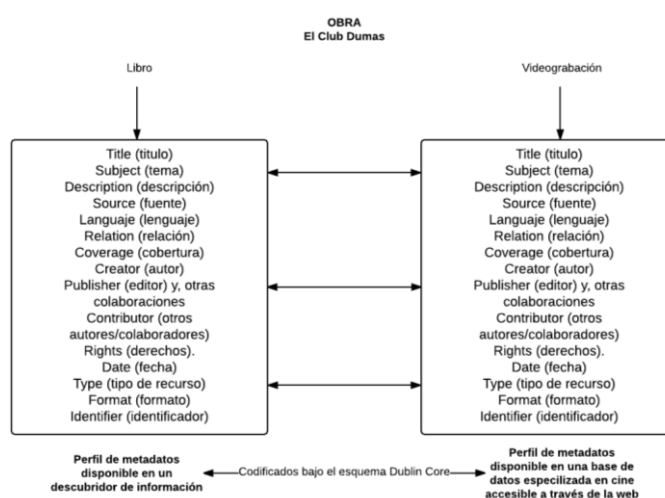 OBRA
El Club Dumas
Libro
Videograbación
Title (titulo)
Subject (tema)
Description (descripción)
Source (fuente)
Languaje (lenguaje)
Relation (relación)
Coverage (cobertura)
Creator (autor)
Publisher (editor) y, otras
colaboraciones
Contributor (otros
autores/colaboradores)
Rights (derechos).
Date (fecha)
Type (tipo de recurso)
Format (formato)
Identifier (identificador)
Title (titulo)
Subject (tema)
Description (descripción)
Source (fuente)
Languaje (lenguaje)
Relation (relación)
Coverage (cobertura)
Creator (autor)
Publisher (editor) y, otras
colaboraciones
Contributor (otros
autores/colaboradores)
Rights (derechos).
Date (fecha)
Type (tipo de recurso)
Format (formato)
Identifier (identificador)
Perfil de metadatos
disponible en un
descubridor de información
Codificados bajo el esquema Dublin Core
Perfil de metadatos
disponible en una base de
datos especilizada en cine
accesible a través de la web